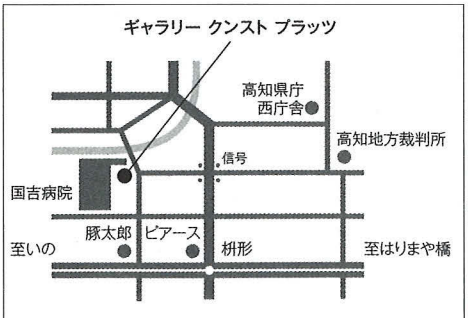 ギャラリー クンスト プラッツ
高知県庁
西庁舎
高知地方裁判所
信号
国吉病院
豚太郎
ピアース
枡形
至いの
至はりまや橋